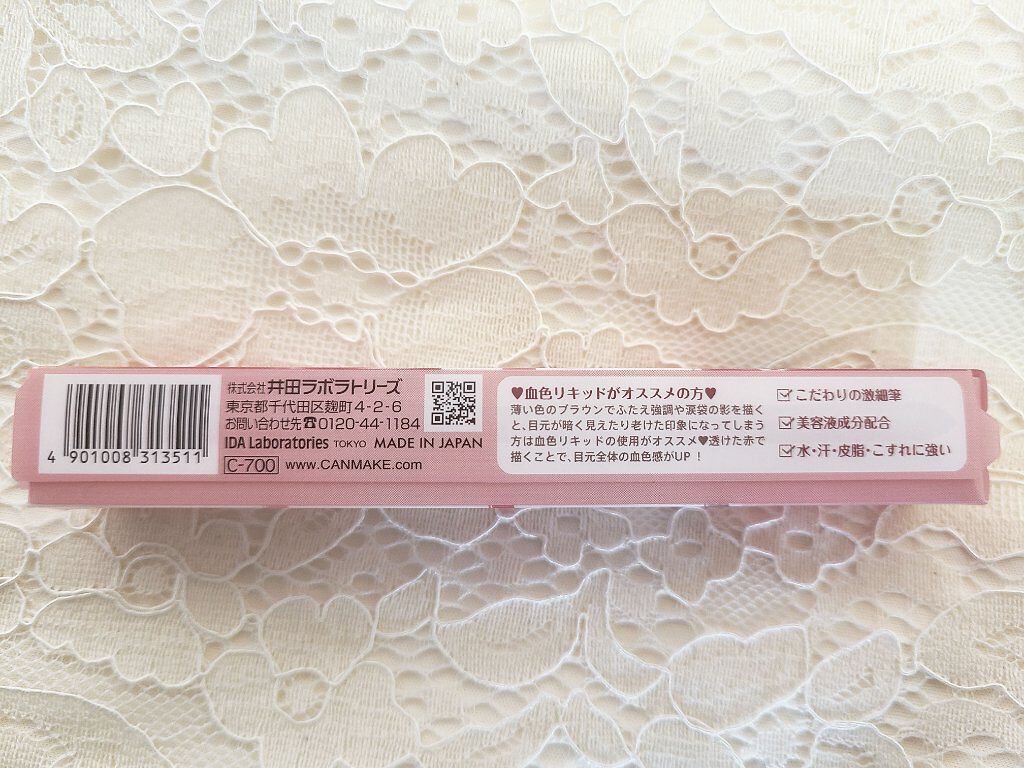 4 901008 313511
株式会社 井田ラボラトリーズ
東京都千代田区麹町4-2-6
お問い合わせ先☎0120-44-1184
IDA Laboratories TOKYO MADE IN JAPAN
C-700 www.CANMAKE.com
♥血色リキッドがオススメの方♥
薄い色のブラウンでふたえ強調や涙袋の影を描く
と、目元が暗く見えたり老けた印象になってしまう
方は血色リキッドの使用がオススメ♥透けた赤で
描くことで、目元全体の血色感がUP！
☑こだわりの激細筆
☑美容液成分配合
☑水・汗・皮脂・こすれに強い